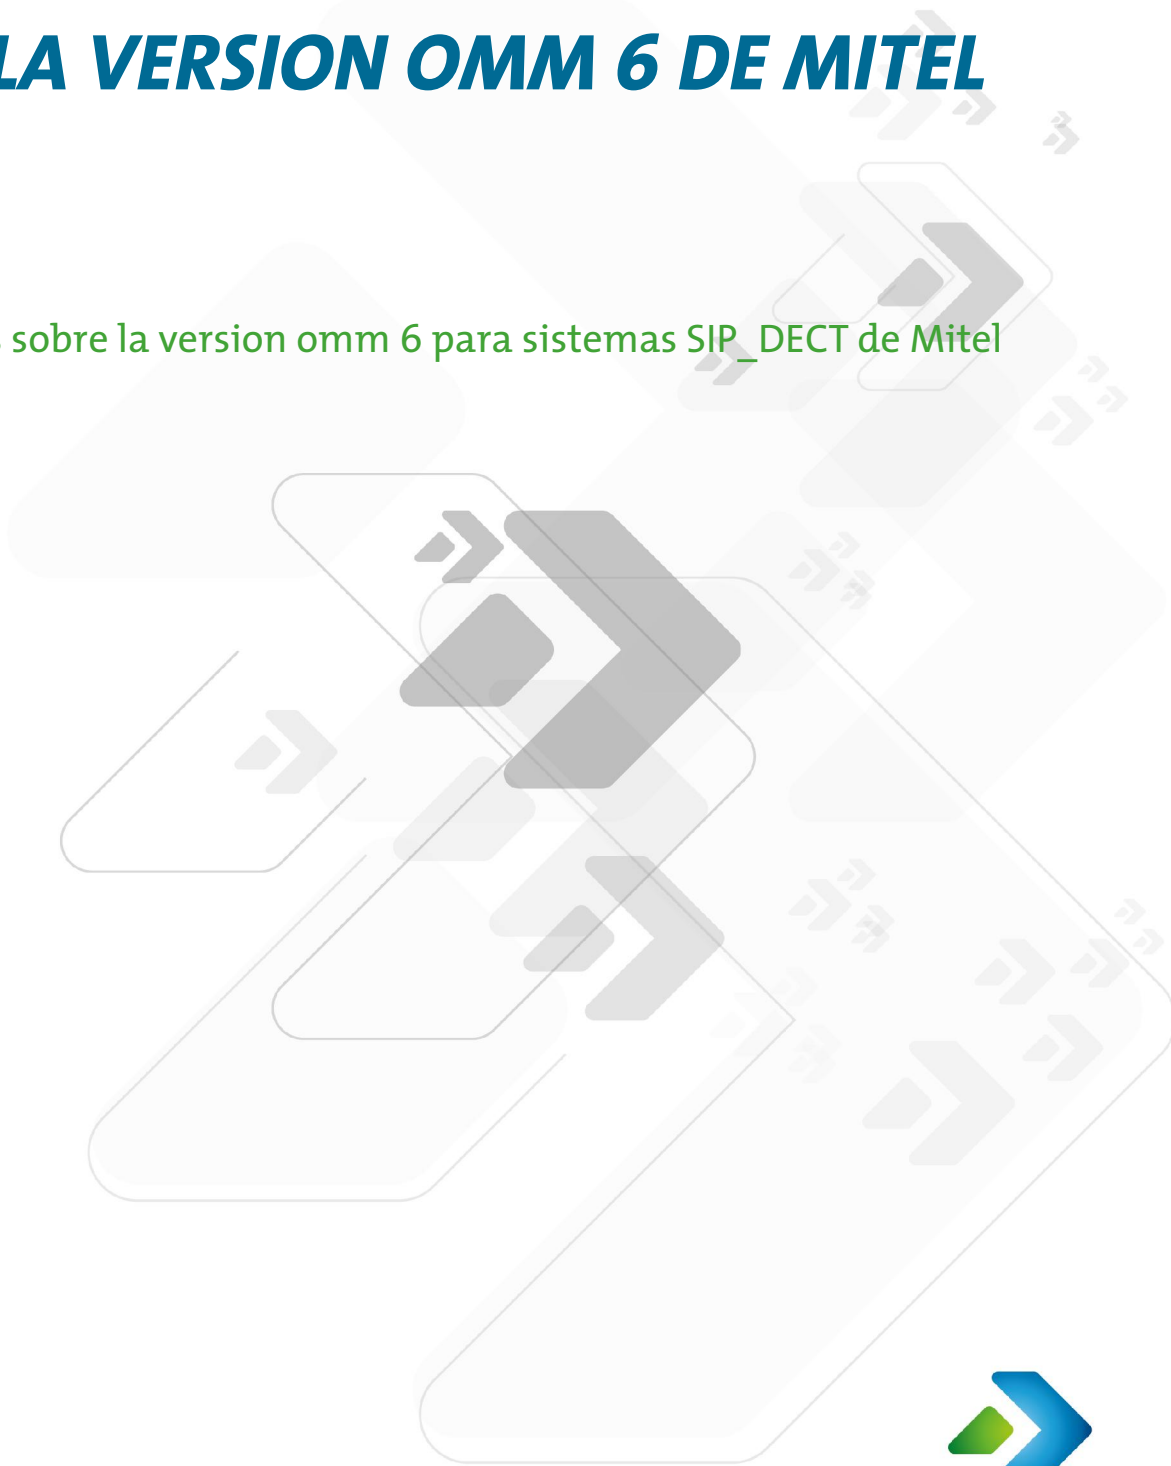 LA VERSION OMM 6 DE MITEL
sobre la version omm 6 para sistemas SIP_DECT de Mitel